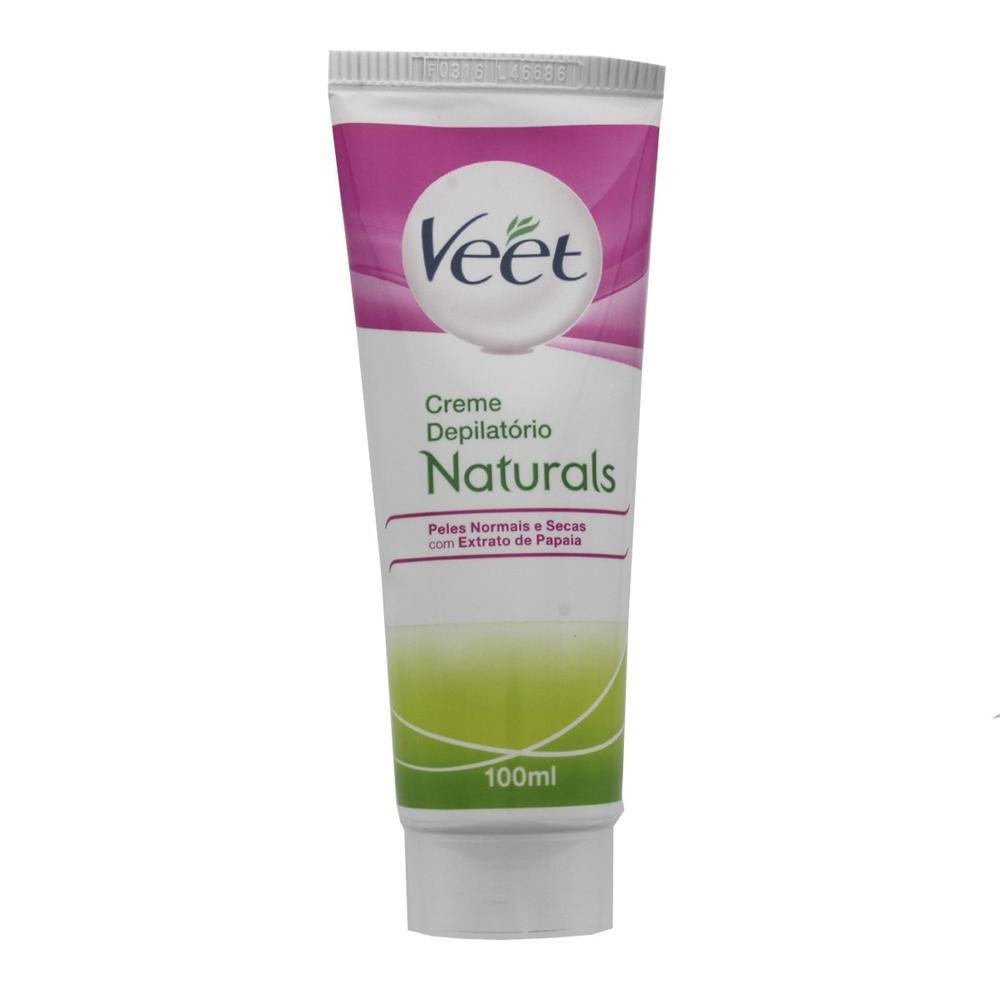 F0316 L46686
Veet
Creme
Depilatório
Naturals
Peles Normais e Secas
com Extrato de Papaia
100ml